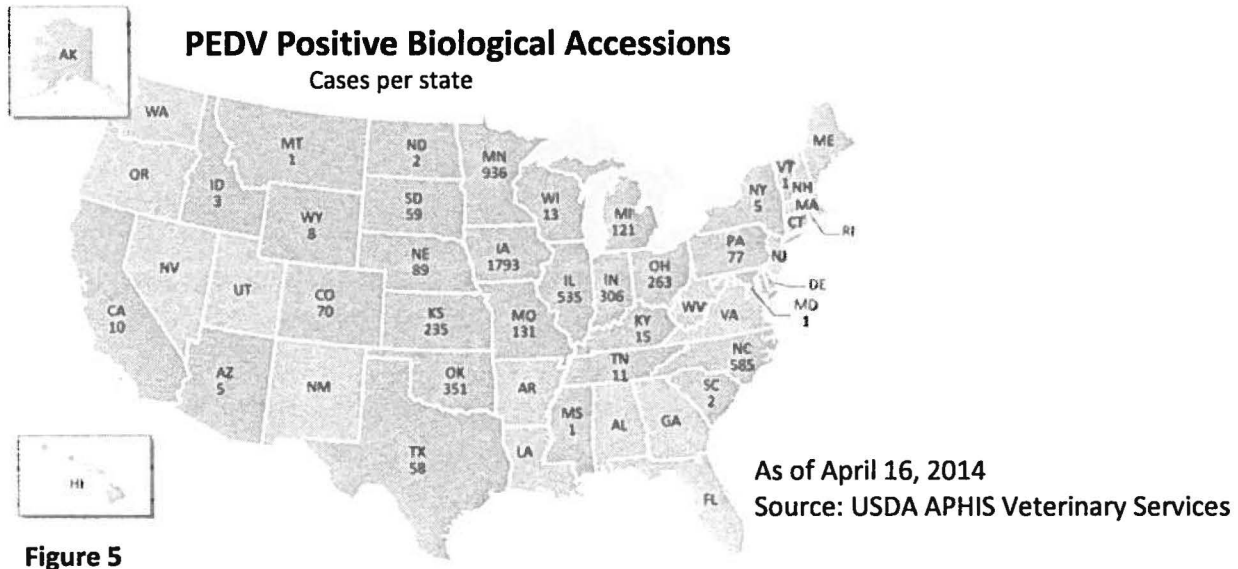 PEDV Positive Biological Accessions
Cases per state
AK
WA
MT
1
ND
2
MN
936
ME
OR
ID
3
VT
1
NH
NY
5
MA
SD
59
WI
13
MI
121
CT
RI
WY
8
IA
1793
PA
77
NJ
NE
89
OH
263
NV
IL
535
IN
306
DE
UT
CO
70
WV
MD
1
CA
10
KS
235
MO
131
KY
15
VA
NC
585
TN
11
AZ
5
NM
OK
351
AR
SC
2
MS
1
AL
GA
TX
58
LA
HI
FL
As of April 16, 2014
Source: USDA APHIS Veterinary Services
Figure 5